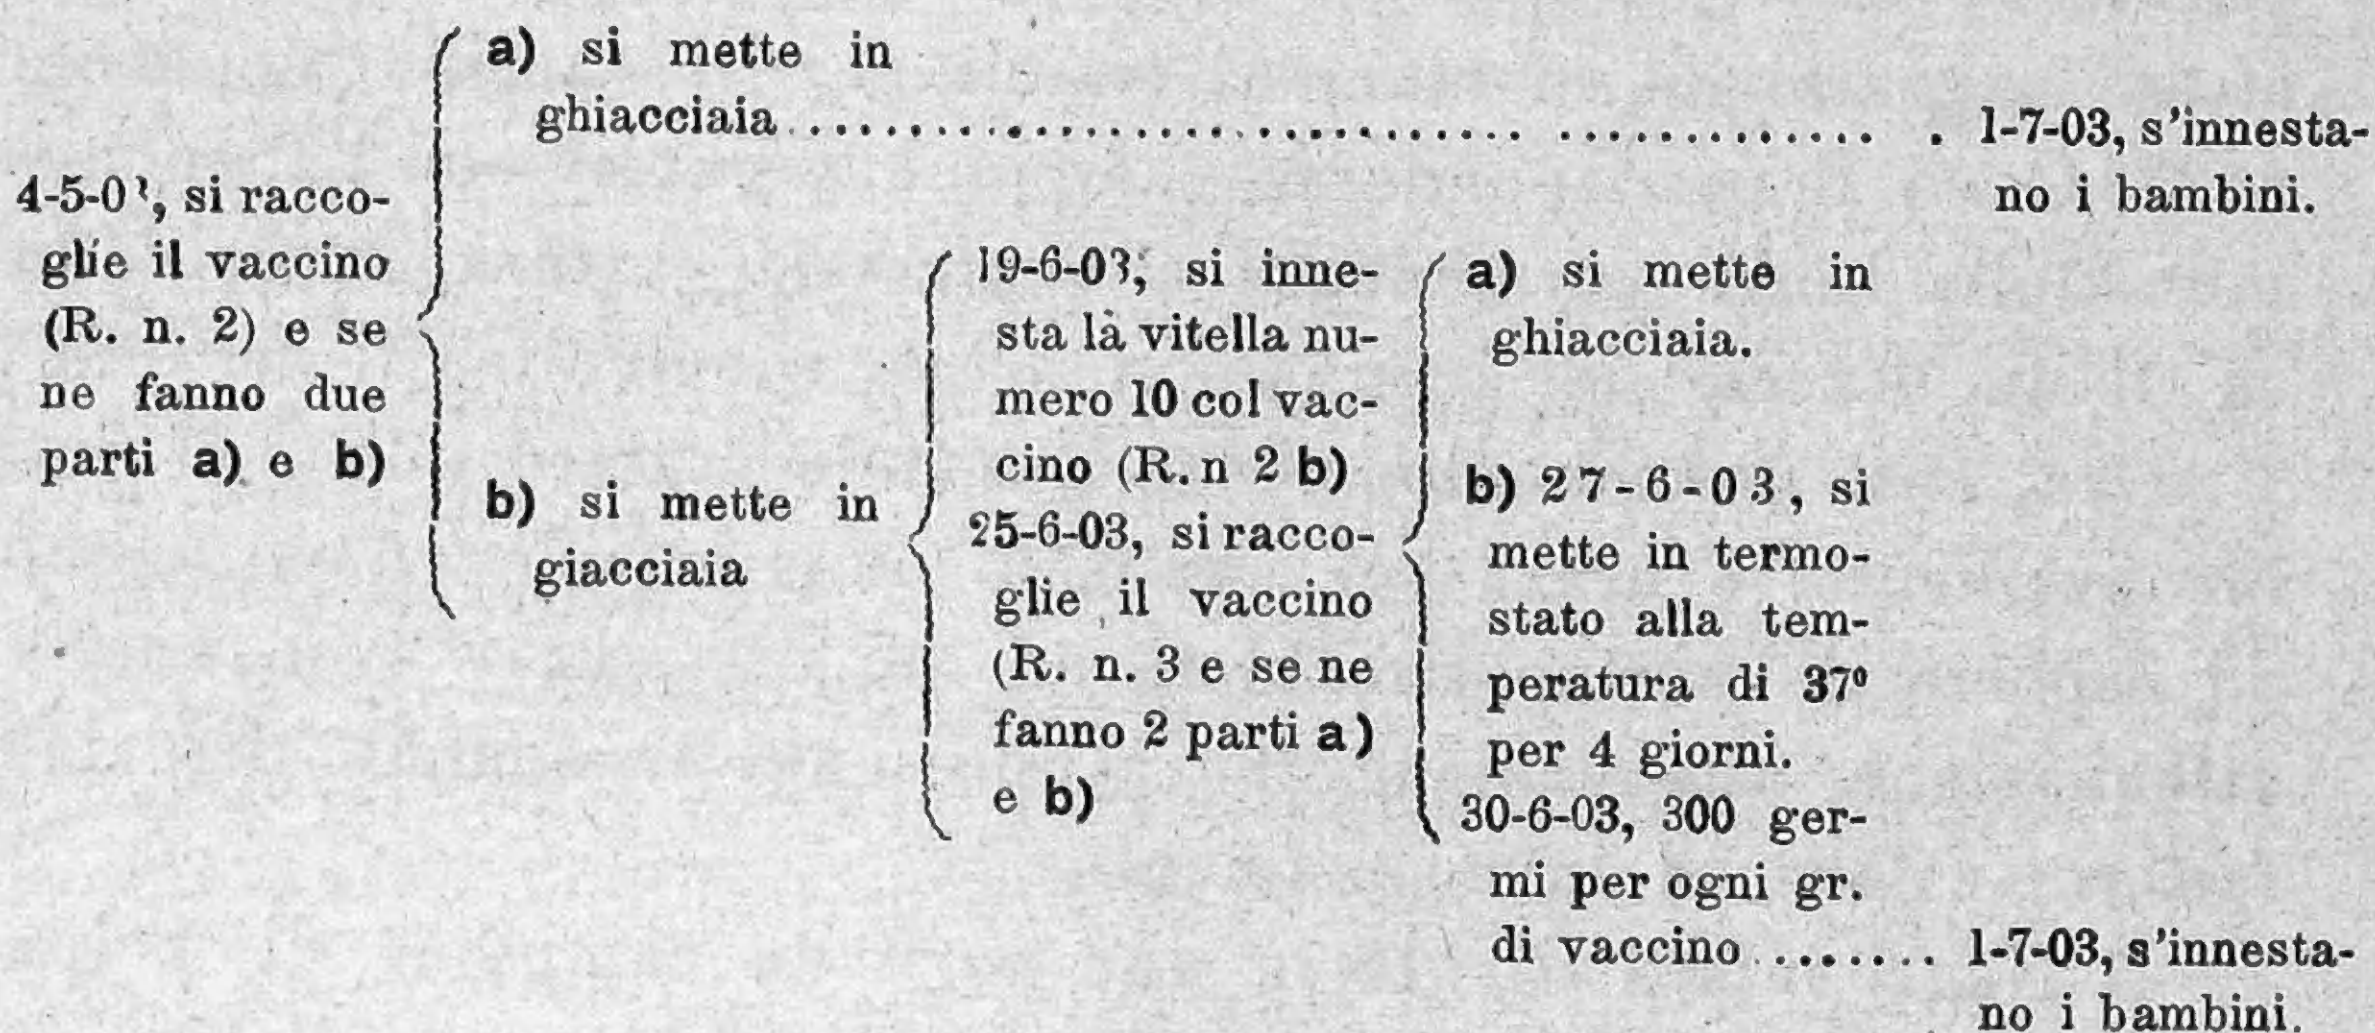 4-5-03, si racco-
glie il vaccino
(R. n. 2) e se
ne fanno due
parti a) e b)
a) si mette in
ghiacciaia ........................................ . 1-7-03, s'innesta-
no i bambini.
b) si mette in
giacciaia
19-6-03, si inne-
sta là vitella nu-
mero 10 col vac-
cino (R. n 2 b)
25-6-03, si racco-
glie il vaccino
(R. n. 3 e se ne
fanno 2 parti a)
e b)
a) si mette in
ghiacciaia.
b) 27-6-03, si
mette in termo-
stato alla tem-
peratura di 37º
per 4 giorni.
30-6-03, 300 ger-
mi per ogni gr.
di vaccino ........ 1-7-03, s'innesta-
no i bambini.